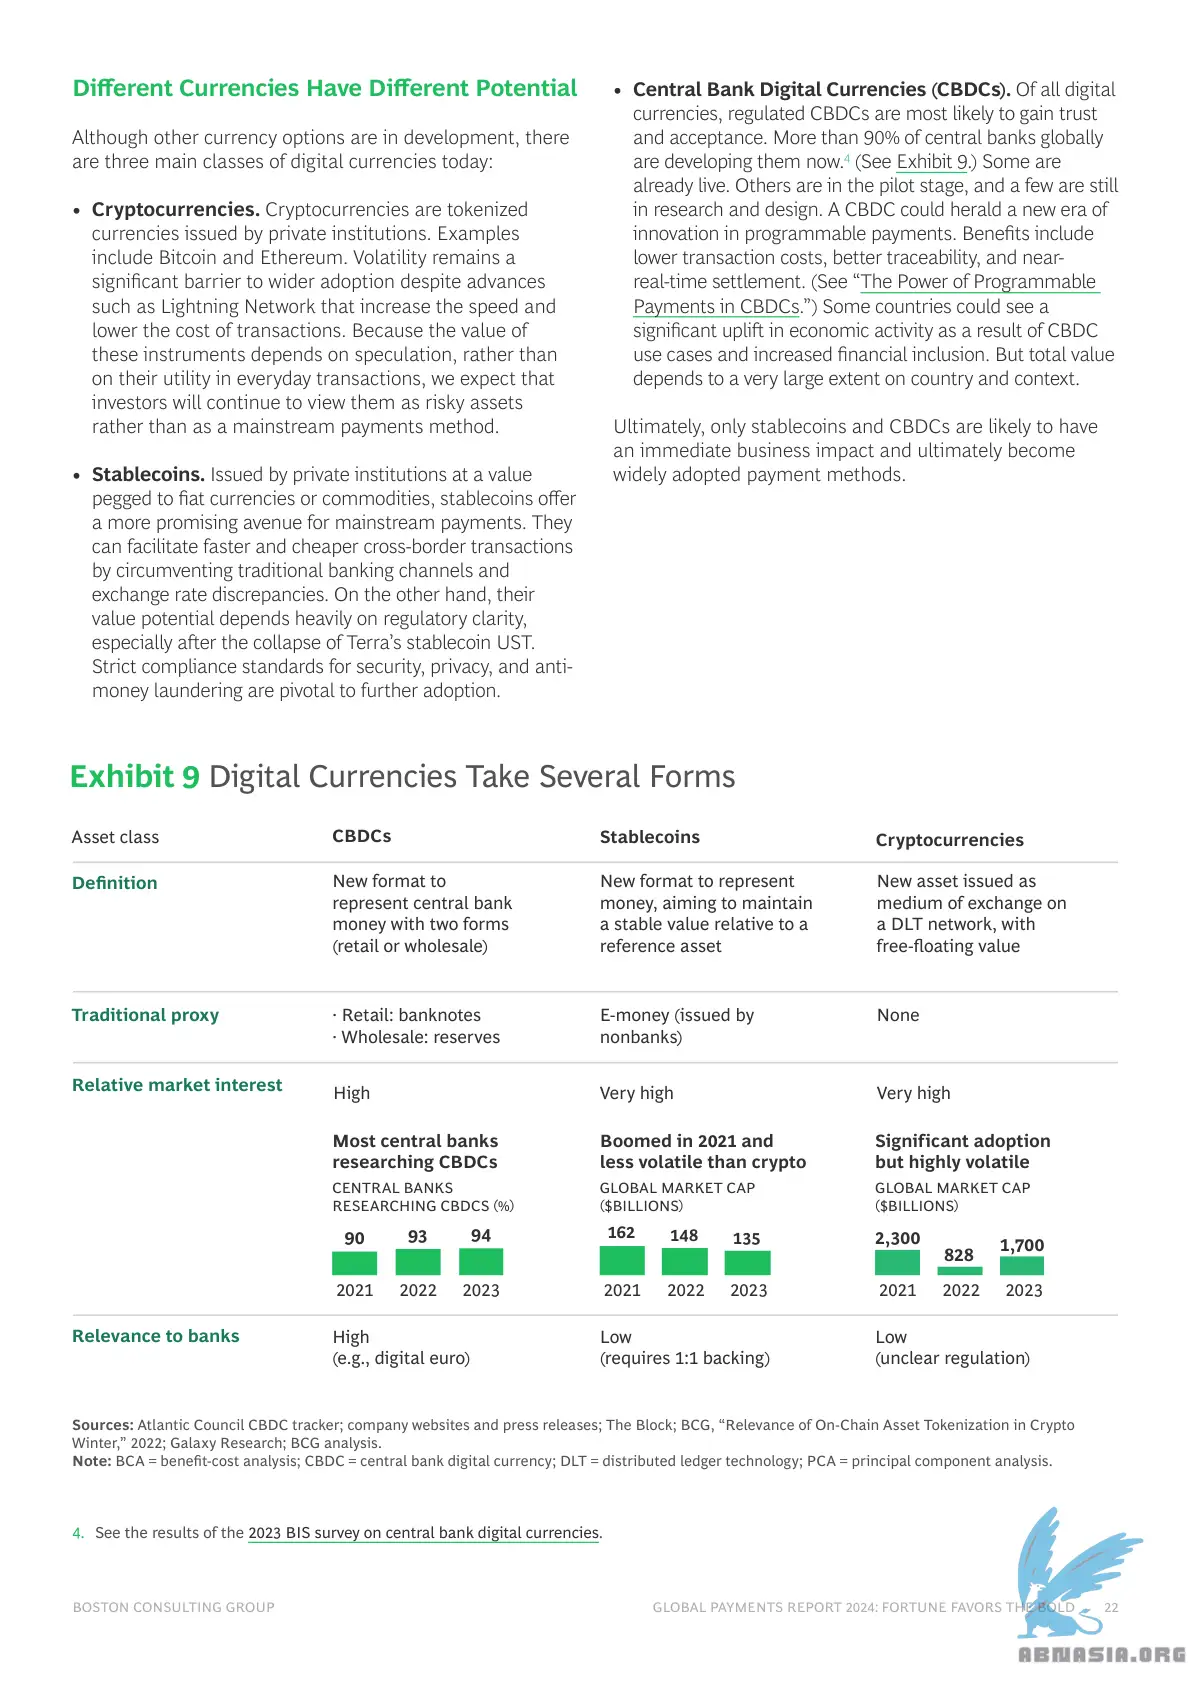 Different Currencies Have Different Potential
Although other currency options are in development, there
are three main classes of digital currencies today:
• Cryptocurrencies. Cryptocurrencies are tokenized
currencies issued by private institutions. Examples
include Bitcoin and Ethereum. Volatility remains a
significant barrier to wider adoption despite advances
such as Lightning Network that increase the speed and
lower the cost of transactions. Because the value of
these instruments depends on speculation, rather than
on their utility in everyday transactions, we expect that
investors will continue to view them as risky assets
rather than as a mainstream payments method.
• Stablecoins. Issued by private institutions at a value
pegged to fiat currencies or commodities, stablecoins offer
a more promising avenue for mainstream payments. They
can facilitate faster and cheaper cross-border transactions
by circumventing traditional banking channels and
exchange rate discrepancies. On the other hand, their
value potential depends heavily on regulatory clarity,
especially after the collapse of Terra’s stablecoin UST.
Strict compliance standards for security, privacy, and anti-
money laundering are pivotal to further adoption.
• Central Bank Digital Currencies (CBDCs). Of all digital
currencies, regulated CBDCs are most likely to gain trust
and acceptance. More than 90% of central banks globally
are developing them now.4 (See Exhibit 9.) Some are
already live. Others are in the pilot stage, and a few are still
in research and design. A CBDC could herald a new era of
innovation in programmable payments. Benefits include
lower transaction costs, better traceability, and near-
real-time settlement. (See “The Power of Programmable
Payments in CBDCs.”) Some countries could see a
significant uplift in economic activity as a result of CBDC
use cases and increased financial inclusion. But total value
depends to a very large extent on country and context.
Ultimately, only stablecoins and CBDCs are likely to have
an immediate business impact and ultimately become
widely adopted payment methods.
Exhibit 9 Digital Currencies Take Several Forms
Asset class
CBDCs
Stablecoins
Cryptocurrencies
Definition
New format to
represent central bank
money with two forms
(retail or wholesale)
New format to represent
money, aiming to maintain
a stable value relative to a
reference asset
New asset issued as
medium of exchange on
a DLT network, with
free-floating value
Traditional proxy
· Retail: banknotes
· Wholesale: reserves
E-money (issued by
nonbanks)
None
Relative market interest
High
Most central banks
researching CBDCs
CENTRAL BANKS
RESEARCHING CBDCS (%)
90 93 94
2021 2022 2023
Very high
Boomed in 2021 and
less volatile than crypto
GLOBAL MARKET CAP
($BILLIONS)
162 148 135
2021 2022 2023
Very high
Significant adoption
but highly volatile
GLOBAL MARKET CAP
($BILLIONS)
2,300 828 1,700
2021 2022 2023
Relevance to banks
High
(e.g., digital euro)
Low
(requires 1:1 backing)
Low
(unclear regulation)
Sources: Atlantic Council CBDC tracker; company websites and press releases; The Block; BCG, “Relevance of On-Chain Asset Tokenization in Crypto
Winter,” 2022; Galaxy Research; BCG analysis.
Note: BCA = benefit-cost analysis; CBDC = central bank digital currency; DLT = distributed ledger technology; PCA = principal component analysis.
4. See the results of the 2023 BIS survey on central bank digital currencies.
BOSTON CONSULTING GROUP
GLOBAL PAYMENTS REPORT 2024: FORTUNE FAVORS THE BOLD 22
ABNASIA.ORG